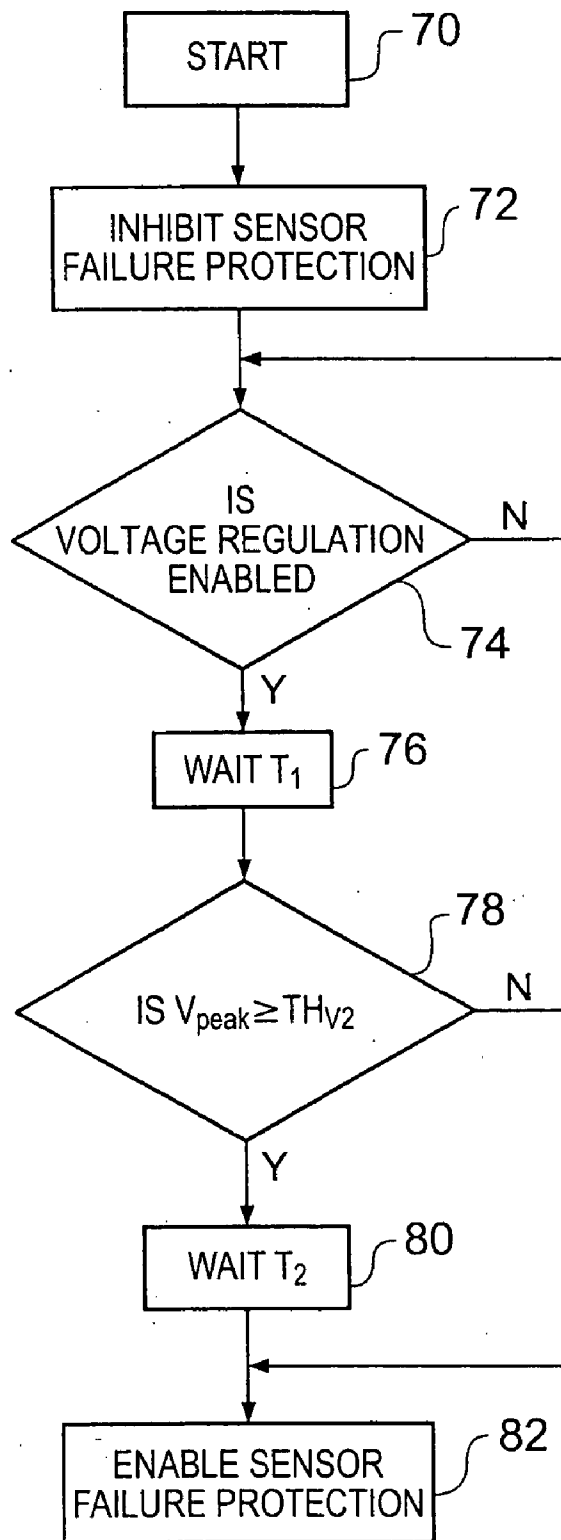 START
70
INHIBIT SENSOR
FAILURE PROTECTION
72
IS
VOLTAGE REGULATION
ENABLED
N
74
Y
WAIT T₁
76
78
IS Vpeak≥THV2
N
Y
WAIT T₂
80
ENABLE SENSOR
FAILURE PROTECTION
82